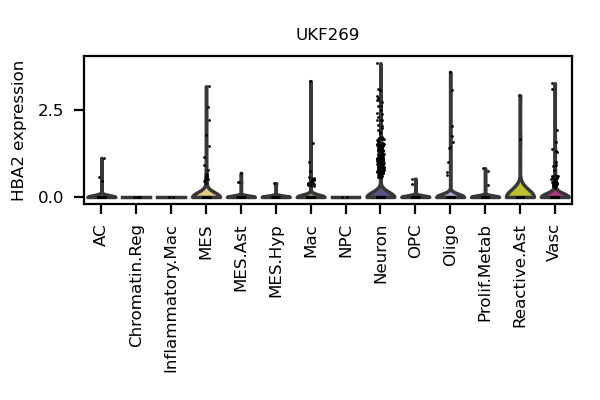 UKF269
HBA2 expression
2.5
0.0
AC
Chromatin.Reg
Inflammatory.Mac
MES
MES.Ast
MES.Hyp
Mac
NPC
Neuron
OPC
Oligo
Prolif.Metab
Reactive.Ast
Vasc